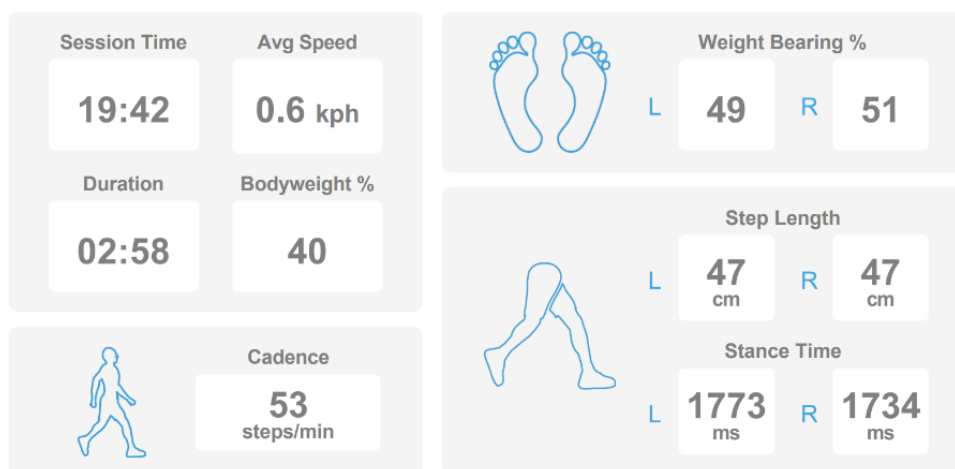 Session Time Avg Speed
19:42 0.6 kph
Duration Bodyweight %
02:58 40
Cadence
53
steps/min
Weight Bearing %
L 49 R 51
Step Length
L 47 cm R 47 cm
Stance Time
L 1773 ms R 1734 ms